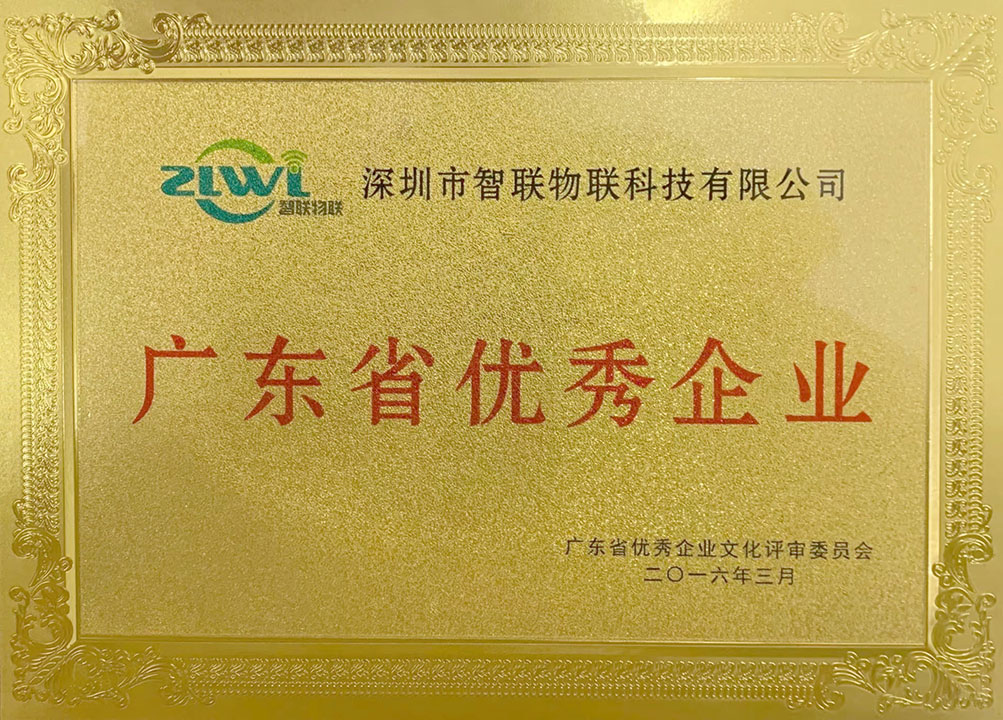 ZLWL
智联物联
深圳市智联物联科技有限公司
广东省优秀企业
广东省优秀企业文化评审委员会
二〇一六年三月